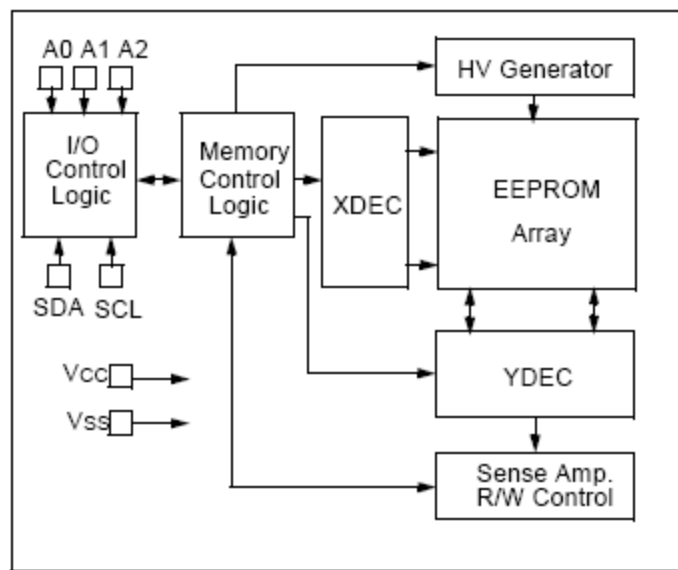 A0 A1 A2
HV Generator
I/O
Control
Logic
Memory
Control
Logic
XDEC
EEPROM
Array
SDA SCL
Vcc
YDEC
Vss
Sense Amp.
R/W Control